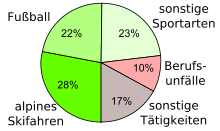 Fußball
sonstige
Sportarten
22%
23%
10%
Berufs-
unfälle
28%
17%
alpines
Skifahren
sonstige
Tätigkeiten